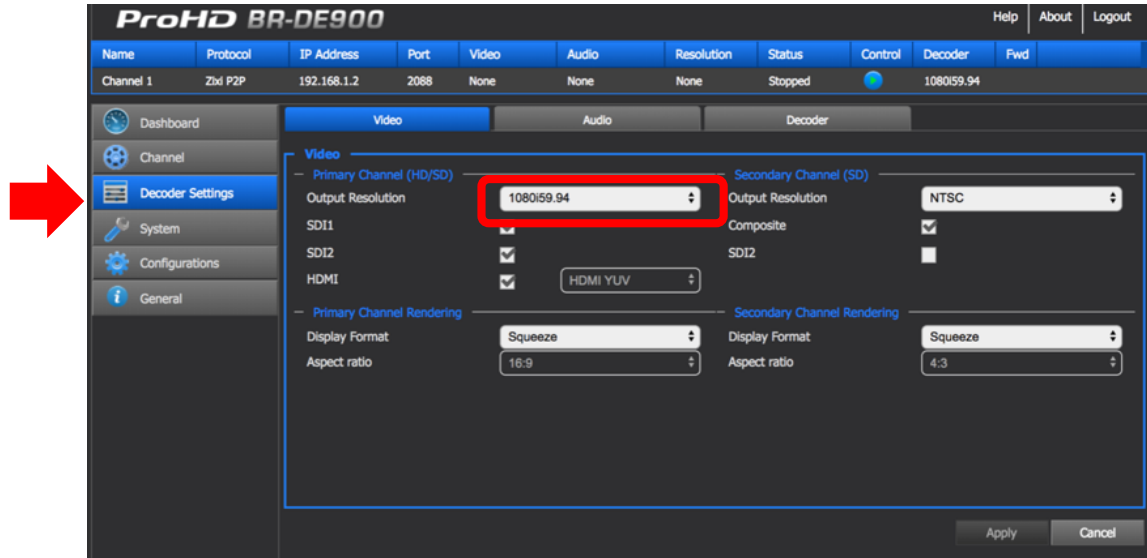 ProHD BR-DE900
Help About Logout
Name Protocol IP Address Port Video Audio Resolution Status Control Decoder Fwd
Channel 1 Zixi P2P 192.168.1.2 2088 None None None Stopped 1080i59.94
Dashboard
Channel
Decoder Settings
System
Configurations
General
Video Audio Decoder
Video
Primary Channel (HD/SD) Secondary Channel (SD)
Output Resolution 1080i59.94 Output Resolution NTSC
SDI1 Composite
SDI2 SDI2
HDMI HDMI YUV
Primary Channel Rendering Secondary Channel Rendering
Display Format Squeeze Display Format Squeeze
Aspect ratio 16:9 Aspect ratio 4:3
Apply Cancel